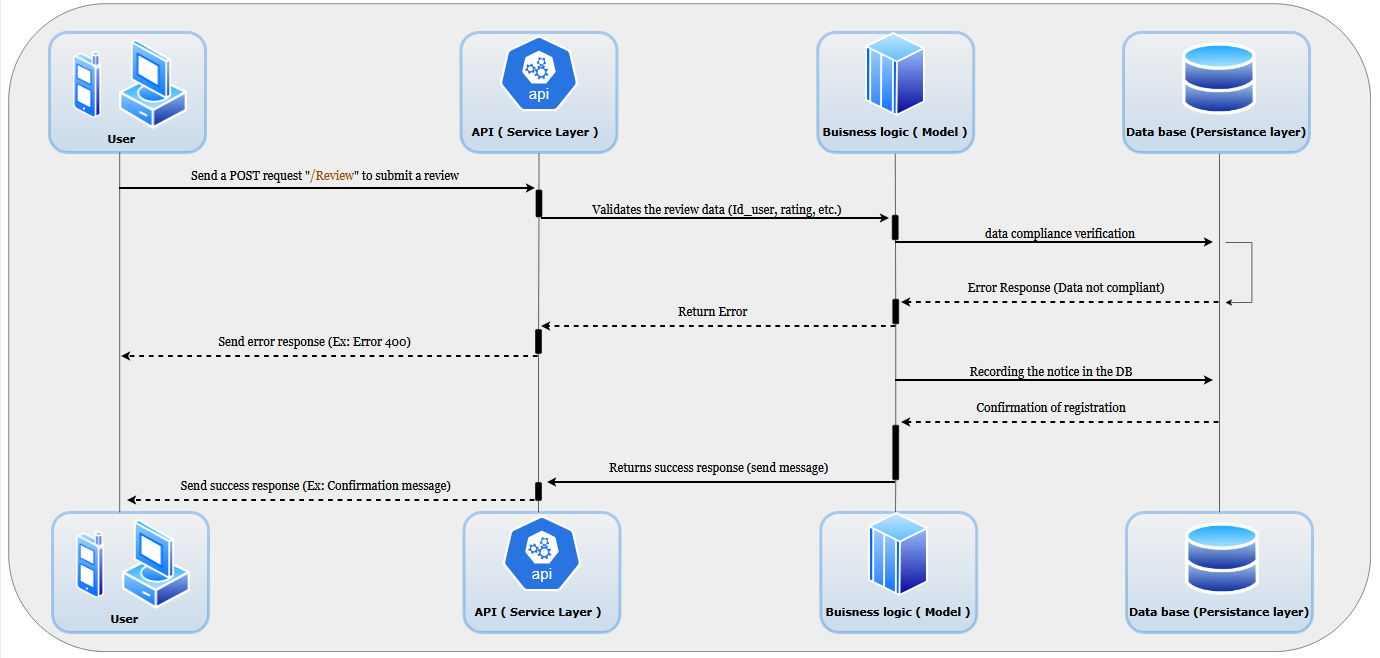 api
User
API ( Service Layer )
Buisness logic ( Model )
Data base (Persistance layer)
Send a POST request "/Review" to submit a review
Validates the review data (Id_user, rating, etc.)
data compliance verification
Error Response (Data not compliant)
Return Error
Send error response (Ex: Error 400)
Recording the notice in the DB
Confirmation of registration
Returns success response (send message)
Send success response (Ex: Confirmation message)
api
User
API ( Service Layer )
Buisness logic ( Model )
Data base (Persistance layer)